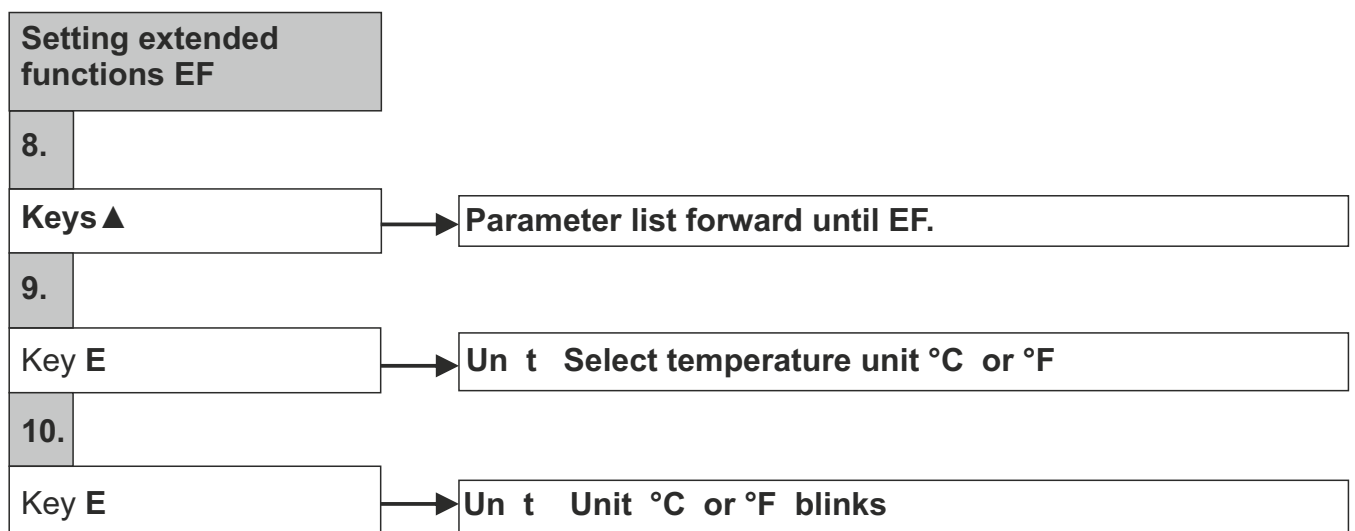 Setting extended
functions EF
8.
Keys▲
Parameter list forward until EF.
9.
Key E
Un t Select temperature unit °C or °F
10.
Key E
Un t Unit °C or °F blinks